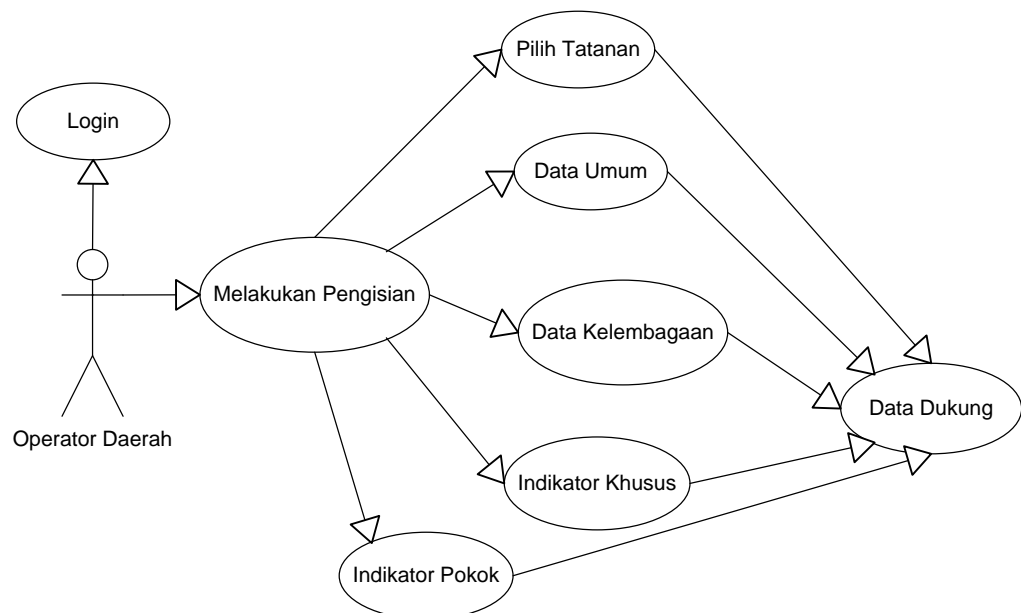 Pilih Tatanan
Login
Data Umum
Melakukan Pengisian
Data Kelembagaan
Data Dukung
Operator Daerah
Indikator Khusus
Indikator Pokok